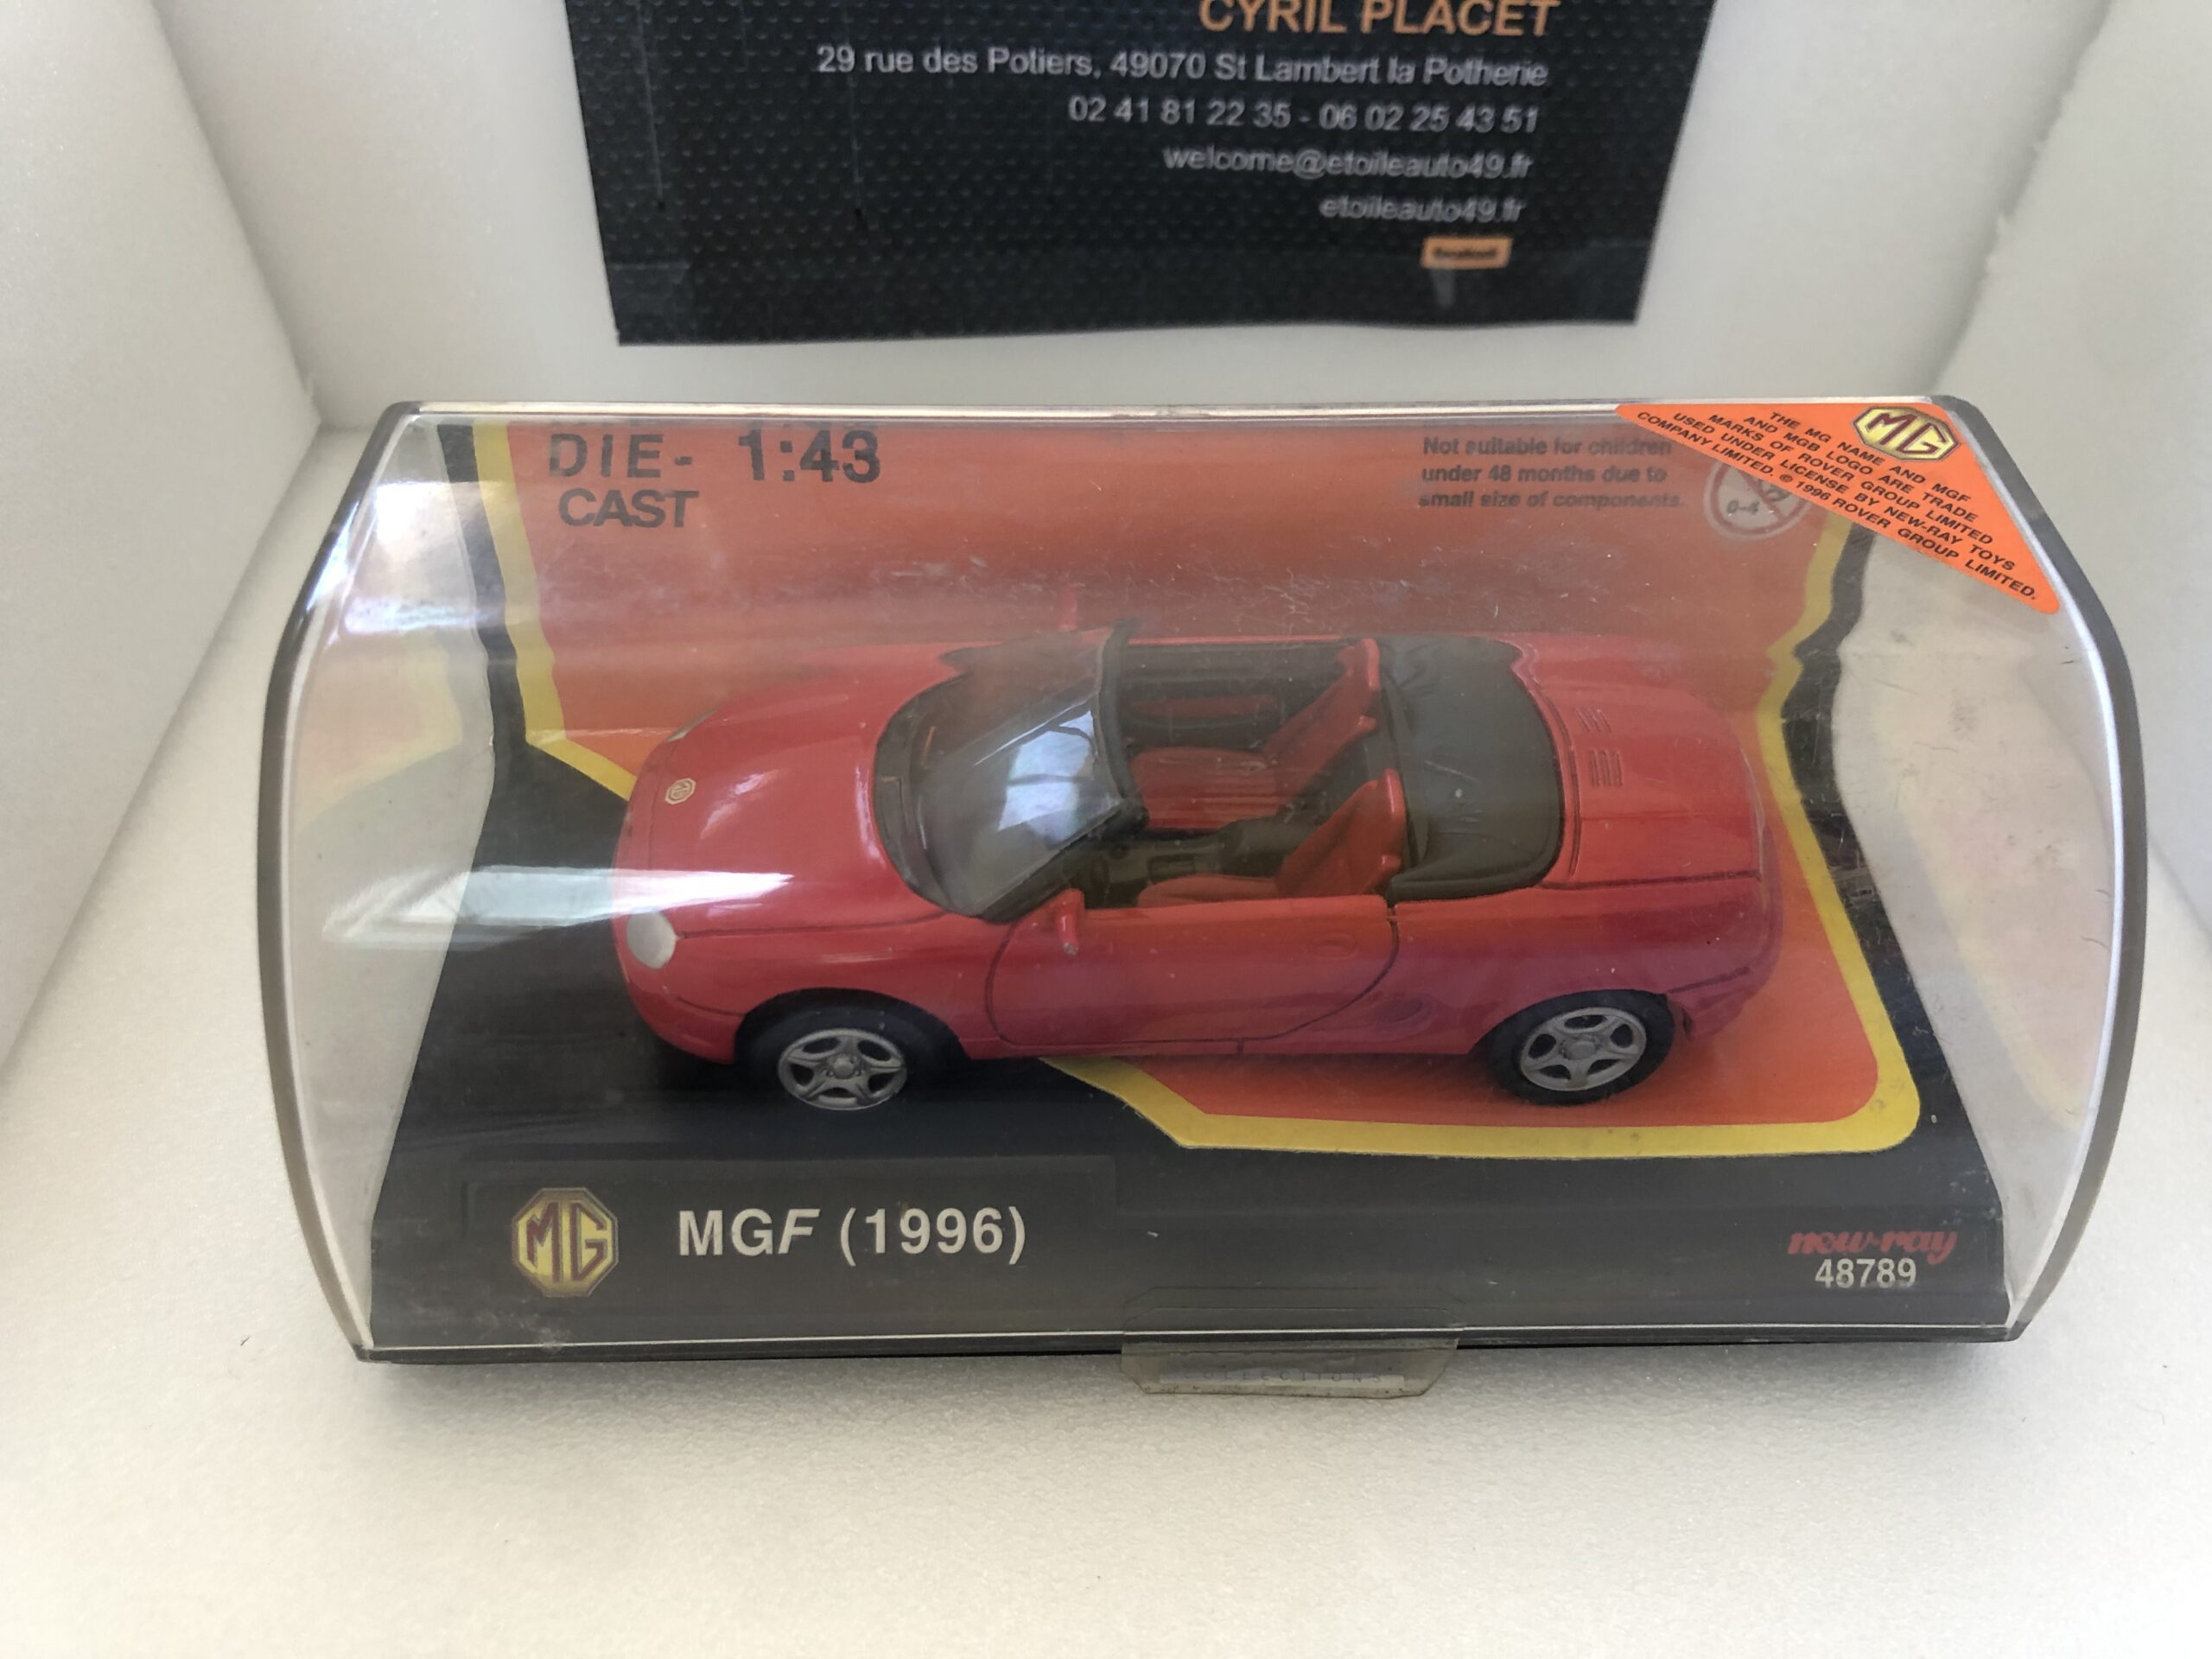 CYRIL PLACET
29 rue des Potiers, 49070 St Lambert la Potherie
02 41 81 22 35 - 06 02 25 43 51
welcome@etoileauto49.fr
etoileauto49.fr
DIE-
CAST
1:43
Not suitable for children
under 48 months due to
small size of components.
0-4
MG
THE MG NAME AND MGF
AND MGB LOGO ARE TRADE
MARKS OF ROVER GROUP LIMITED
USED UNDER LICENSE BY NEW-RAY TOYS
COMPANY LIMITED. © 1996 ROVER GROUP LIMITED.
MG
MGF (1996)
new-ray
48789